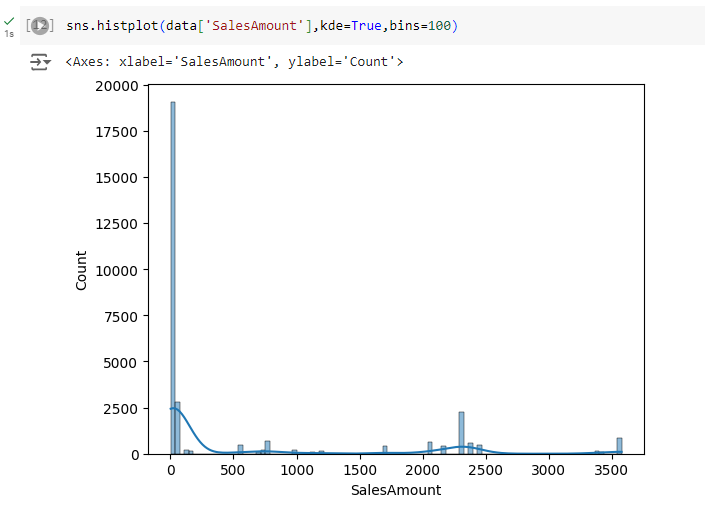 [12] sns.histplot(data['SalesAmount'],kde=True,bins=100)
1s
<Axes: xlabel='SalesAmount', ylabel='Count'>
20000
17500
15000
12500
10000
7500
5000
2500
0
Count
0 500 1000 1500 2000 2500 3000 3500
SalesAmount